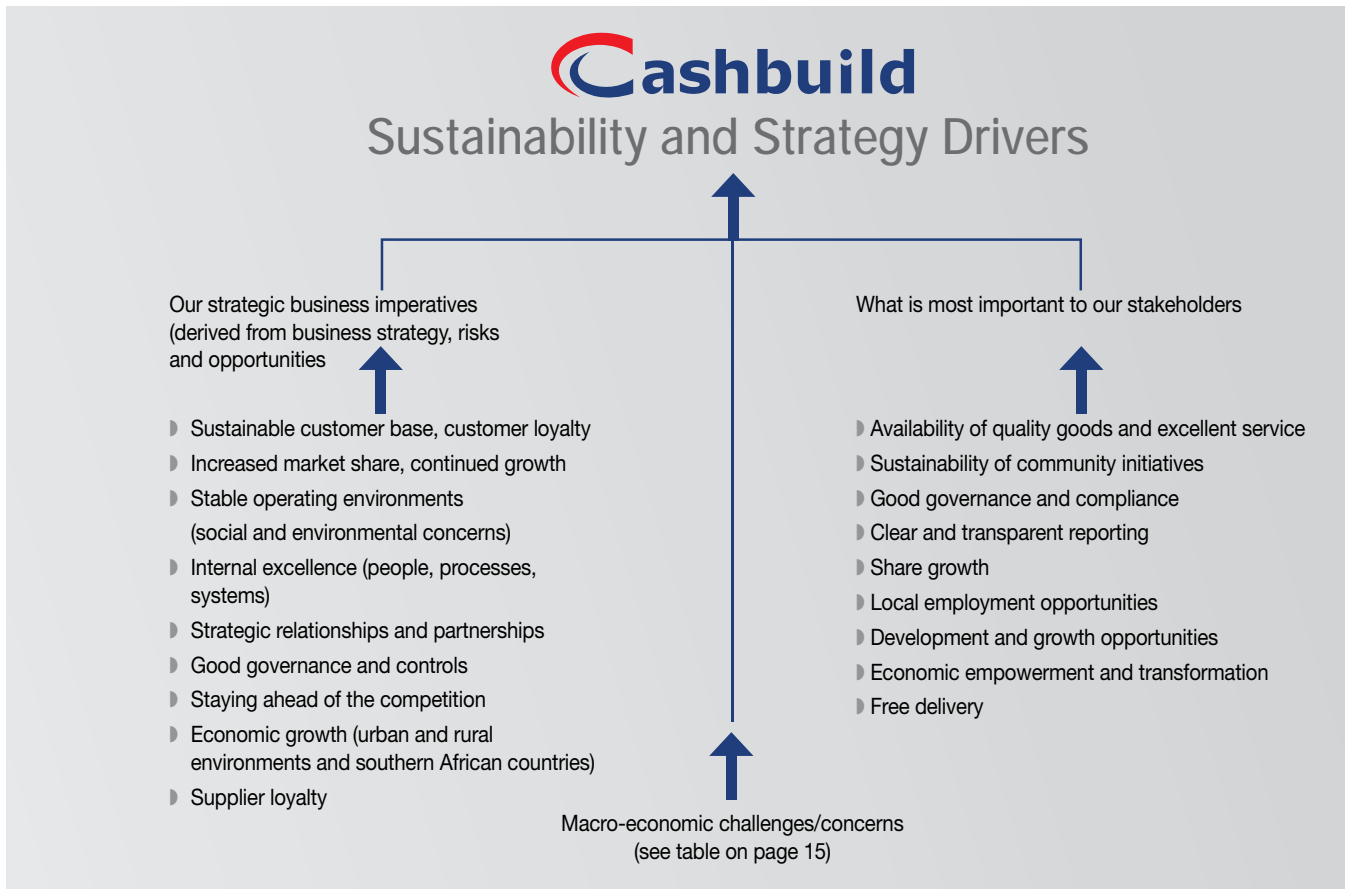 Cashbuild
Sustainability and Strategy Drivers
Our strategic business imperatives
(derived from business strategy, risks
and opportunities
Sustainable customer base, customer loyalty
Increased market share, continued growth
Stable operating environments
(social and environmental concerns)
Internal excellence (people, processes,
systems)
Strategic relationships and partnerships
Good governance and controls
Staying ahead of the competition
Economic growth (urban and rural
environments and southern African countries)
Supplier loyalty
What is most important to our stakeholders
Availability of quality goods and excellent service
Sustainability of community initiatives
Good governance and compliance
Clear and transparent reporting
Share growth
Local employment opportunities
Development and growth opportunities
Economic empowerment and transformation
Free delivery
Macro-economic challenges/concerns
(see table on page 15)